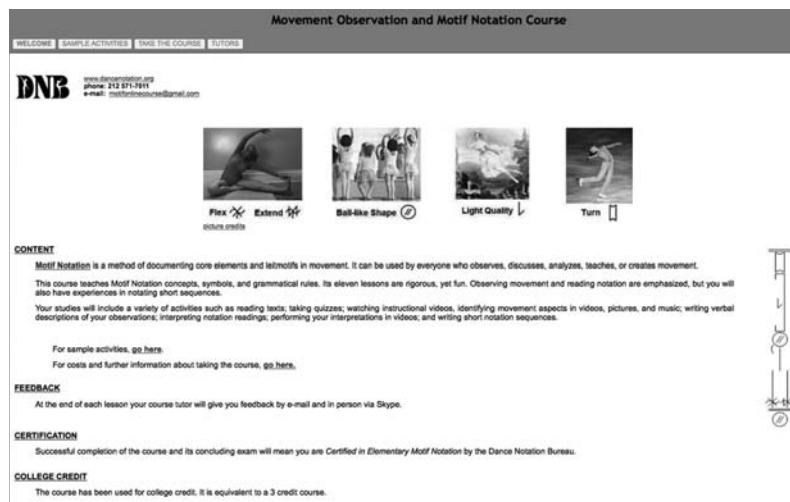 Movement Observation and Motif Notation Course
WELCOME SAMPLE ACTIVITIES TAKE THE COURSE TUTORS
DNB
www.dancenotation.org
phone: 212 571-7011
e-mail: motifonlinecourse@gmail.com
Flex Extend Ball-like Shape Light Quality Turn
picture credits
CONTENT
Motif Notation is a method of documenting core elements and leitmotifs in movement. It can be used by everyone who observes, discusses, analyzes, teaches, or creates movement.
This course teaches Motif Notation concepts, symbols, and grammatical rules. Its eleven lessons are rigorous, yet fun. Observing movement and reading notation are emphasized, but you will
also have experiences in notating short sequences.
Your studies will include a variety of activities such as reading texts; taking quizzes; watching instructional videos, identifying movement aspects in videos, pictures, and music; writing verbal
descriptions of your observations; interpreting notation readings; performing your interpretations in videos; and writing short notation sequences.
For sample activities, go here.
For costs and further information about taking the course, go here.
FEEDBACK
At the end of each lesson your course tutor will give you feedback by e-mail and in person via Skype.
CERTIFICATION
Successful completion of the course and its concluding exam will mean you are Certified in Elementary Motif Notation by the Dance Notation Bureau.
COLLEGE CREDIT
The course has been used for college credit. It is equivalent to a 3 credit course.